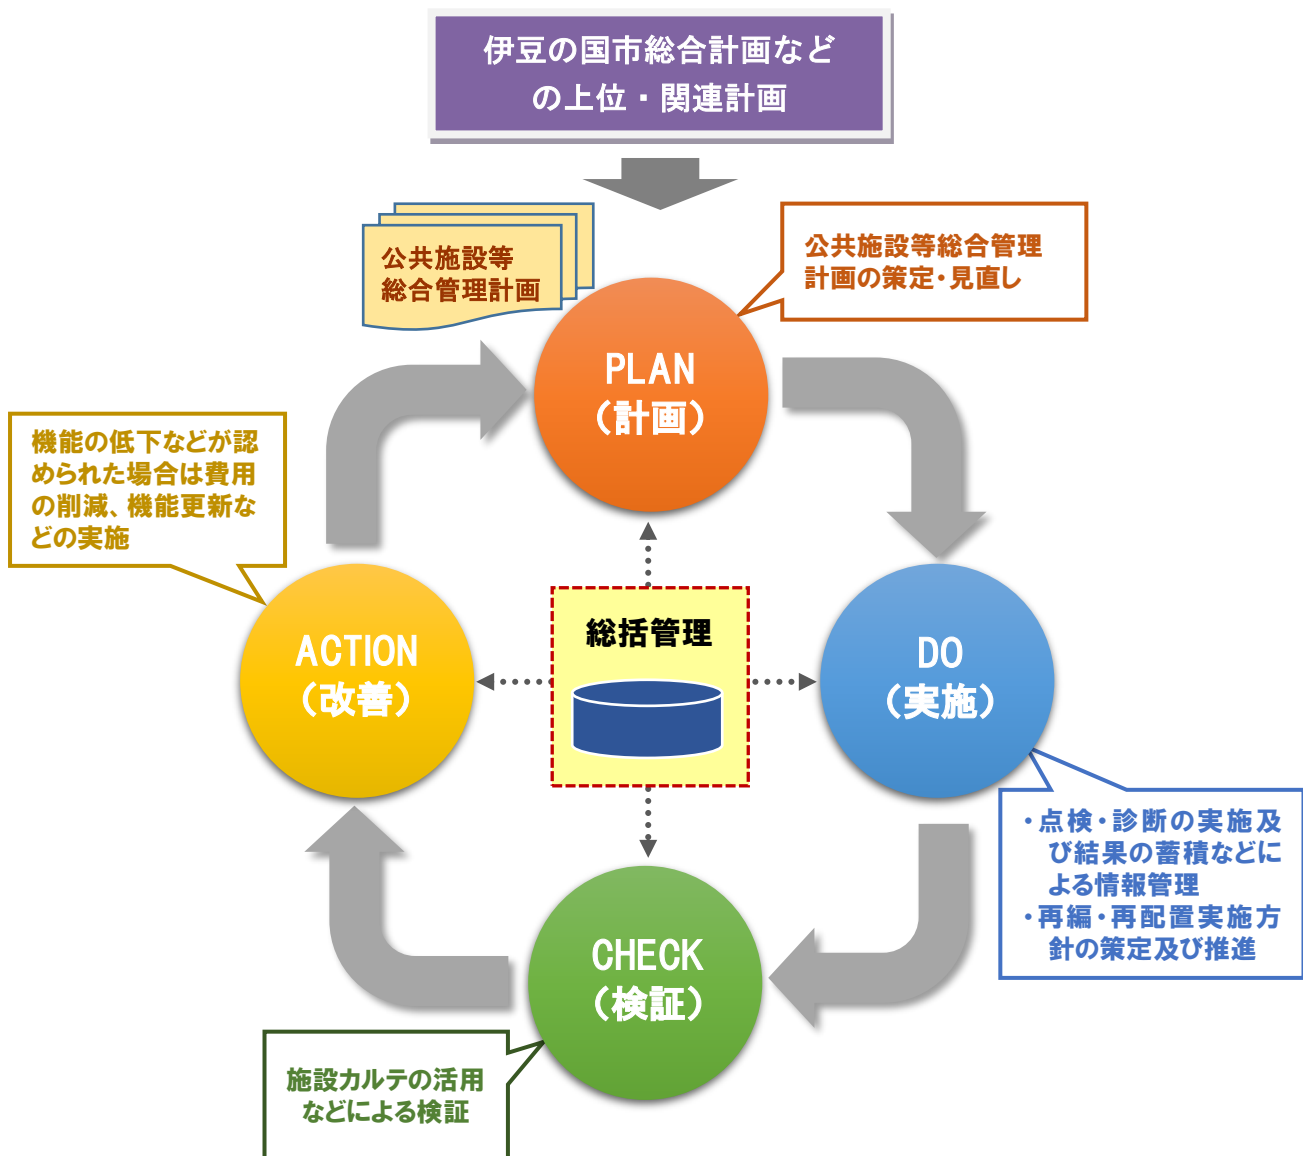 伊豆の国市総合計画など
の上位・関連計画
公共施設等
総合管理計画
公共施設等総合管理
計画の策定・見直し
PLAN
（計画）
機能の低下などが認
められた場合は費用
の削減、機能更新な
どの実施
ACTION
（改善）
総括管理
DO
（実施）
・点検・診断の実施及
び結果の蓄積などに
よる情報管理
・再編・再配置実施方
針の策定及び推進
CHECK
（検証）
施設カルテの活用
などによる検証